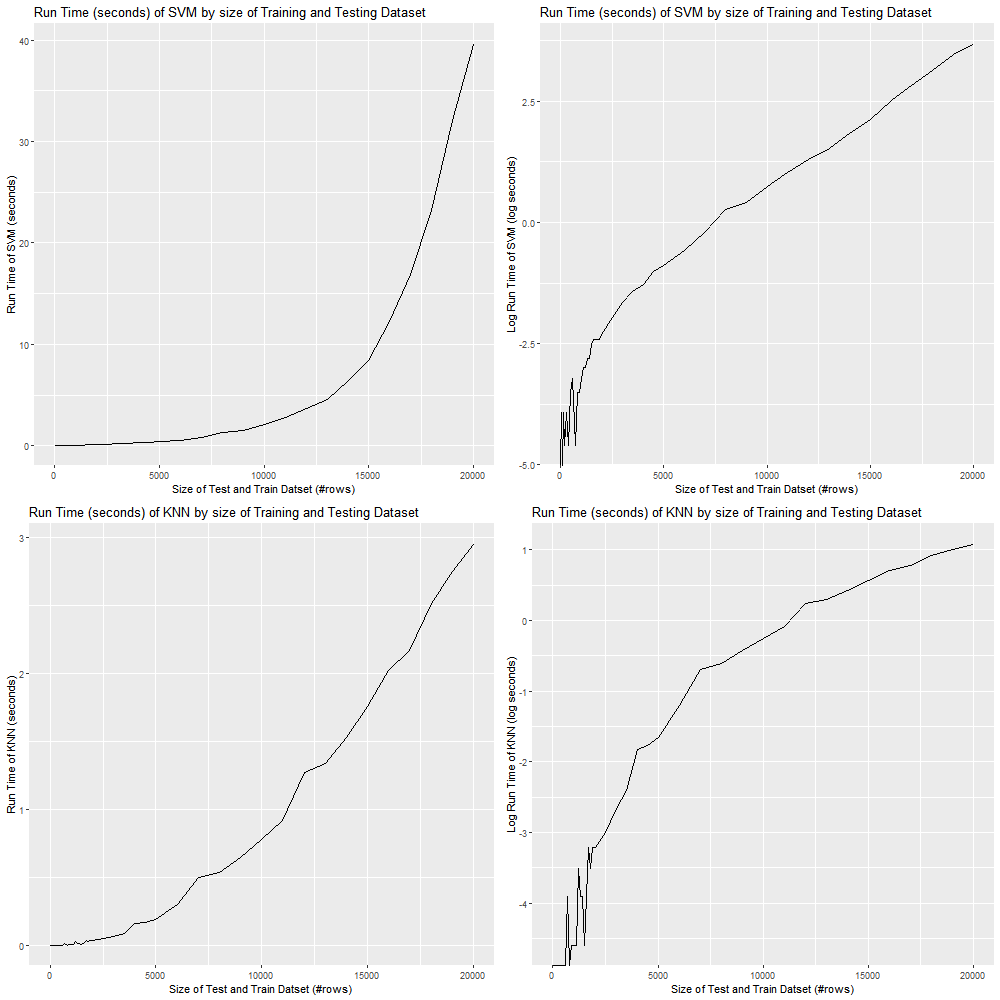 Run Time (seconds) of SVM by size of Training and Testing Dataset
40
30
20
10
0
Run Time of SVM (seconds)
0 5000 10000 15000 20000
Size of Test and Train Datset (#rows)
Run Time (seconds) of SVM by size of Training and Testing Dataset
2.5
0.0
-2.5
-5.0
Log Run Time of SVM (log seconds)
0 5000 10000 15000 20000
Size of Test and Train Datset (#rows)
Run Time (seconds) of KNN by size of Training and Testing Dataset
3
2
1
0
Run Time of KNN (seconds)
0 5000 10000 15000 20000
Size of Test and Train Datset (#rows)
Run Time (seconds) of KNN by size of Training and Testing Dataset
1
0
-1
-2
-3
-4
Log Run Time of KNN (log seconds)
0 5000 10000 15000 20000
Size of Test and Train Datset (#rows)